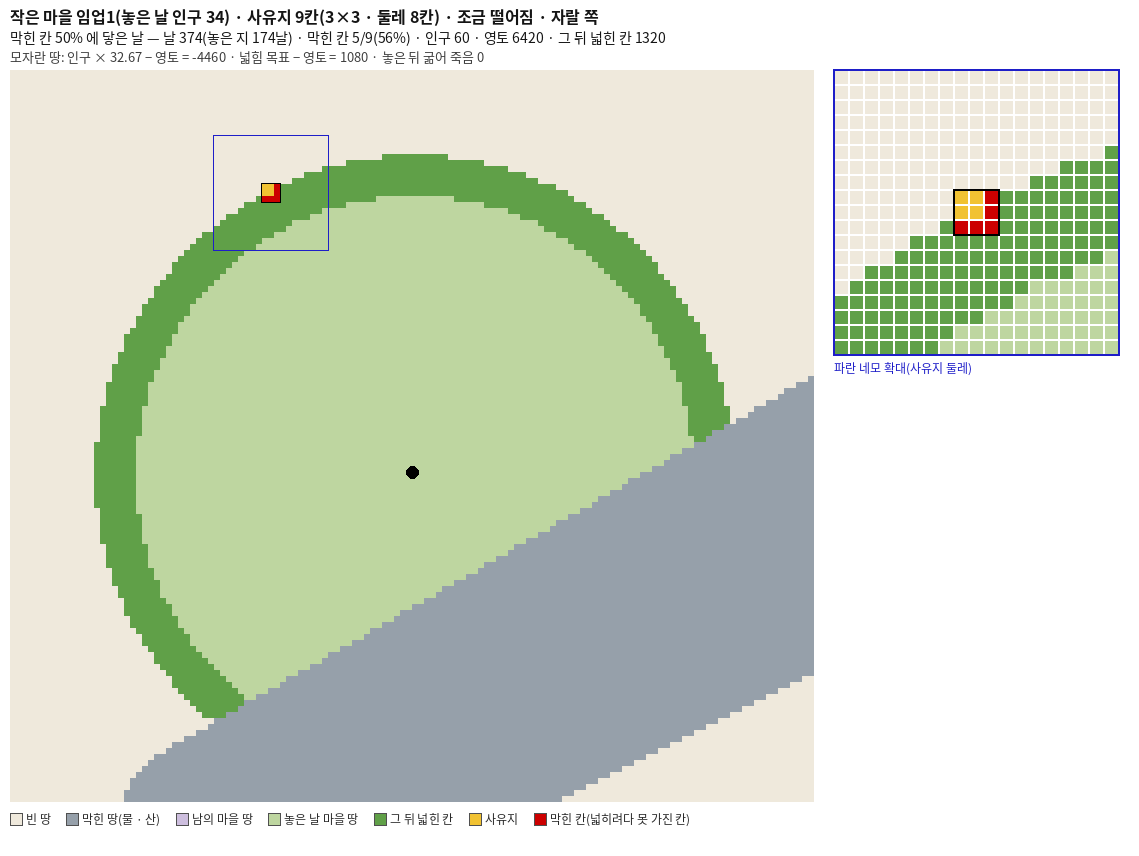 작은 마을 임업1(놓은 날 인구 34) · 사유지 9칸(3×3 · 둘레 8칸) · 조금 떨어짐 · 자랄 쪽
막힌 칸 50% 에 닿은 날 — 날 374(놓은 지 174날) · 막힌 칸 5/9(56%) · 인구 60 · 영토 6420 · 그 뒤 넓힌 칸 1320
모자란 땅: 인구 × 32.67 − 영토 = -4460 · 넓힘 목표 − 영토 = 1080 · 놓은 뒤 굶어 죽음 0
파란 네모 확대(사유지 둘레)
빈 땅 막힌 땅(물 · 산) 남의 마을 땅 놓은 날 마을 땅 그 뒤 넓힌 칸 사유지 막힌 칸(넓히려다 못 가진 칸)